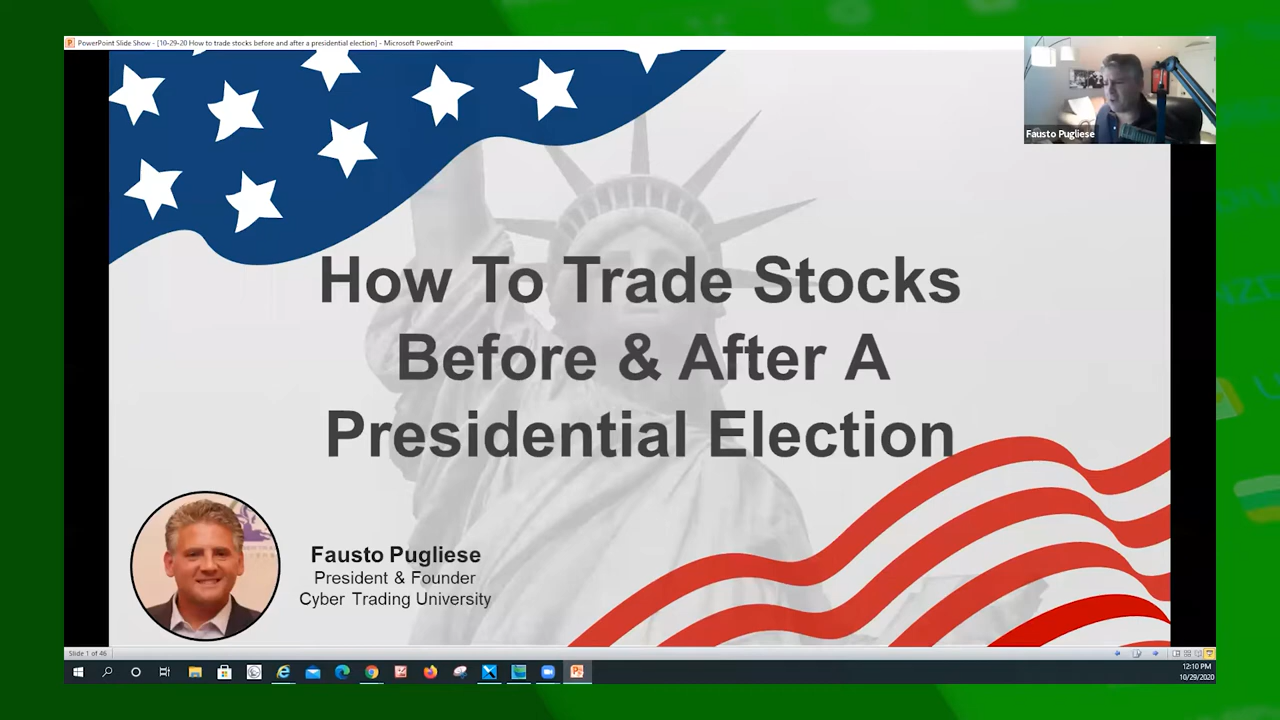 PowerPoint Slide Show - [10-29-20 How to trade stocks before and after a presidential election] - Microsoft PowerPoint
Fausto Pugliese
How To Trade Stocks
Before & After A
Presidential Election
Fausto Pugliese
President & Founder
Cyber Trading University
Slide 1 of 46
12:10 PM
10/29/2020